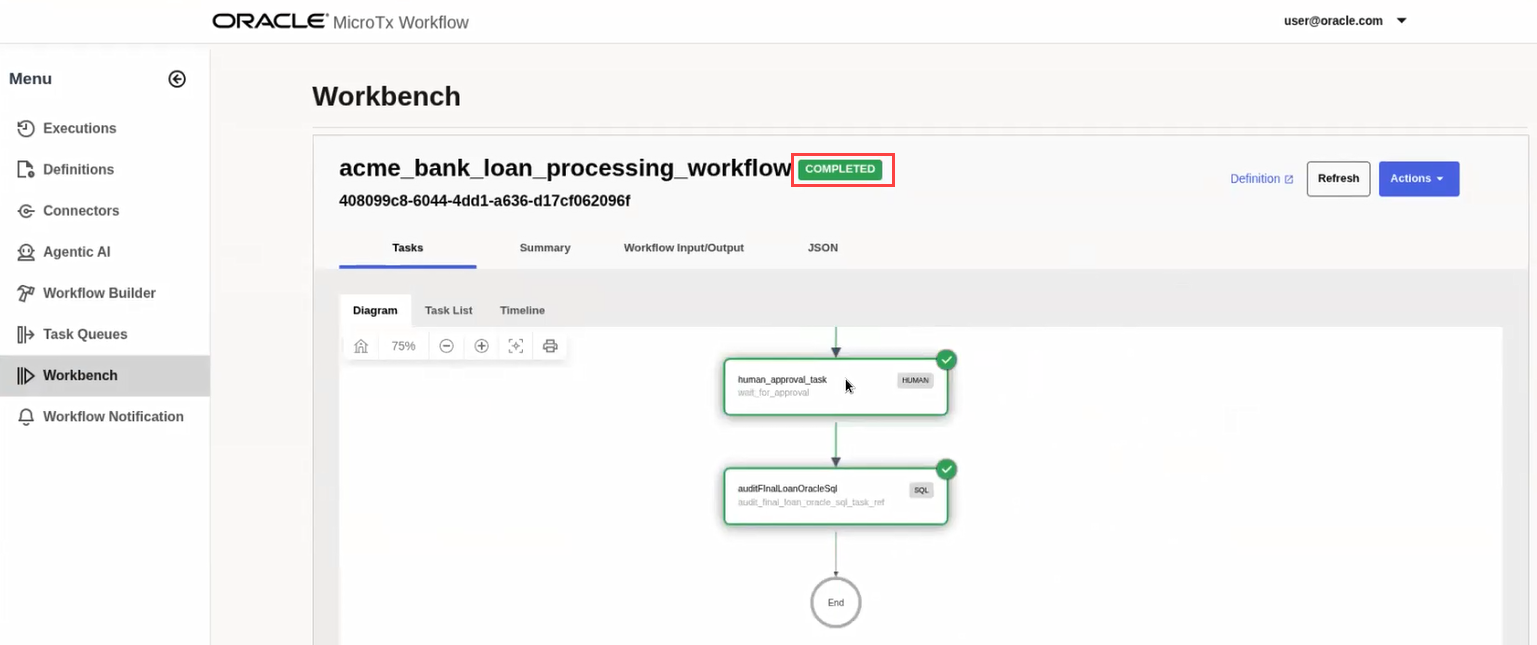 ORACLE MicroTx Workflow
user@oracle.com
Menu
Executions
Definitions
Connectors
Agentic AI
Workflow Builder
Task Queues
Workbench
Workflow Notification
Workbench
acme_bank_loan_processing_workflow COMPLETED
408099c8-6044-4dd1-a636-d17cf062096f
Definition Refresh Actions
Tasks Summary Workflow Input/Output JSON
Diagram Task List Timeline
75%
human_approval_task HUMAN
wait_for_approval
auditFInalLoanOracleSql SQL
audit_final_loan_oracle_sql_task_ref
End